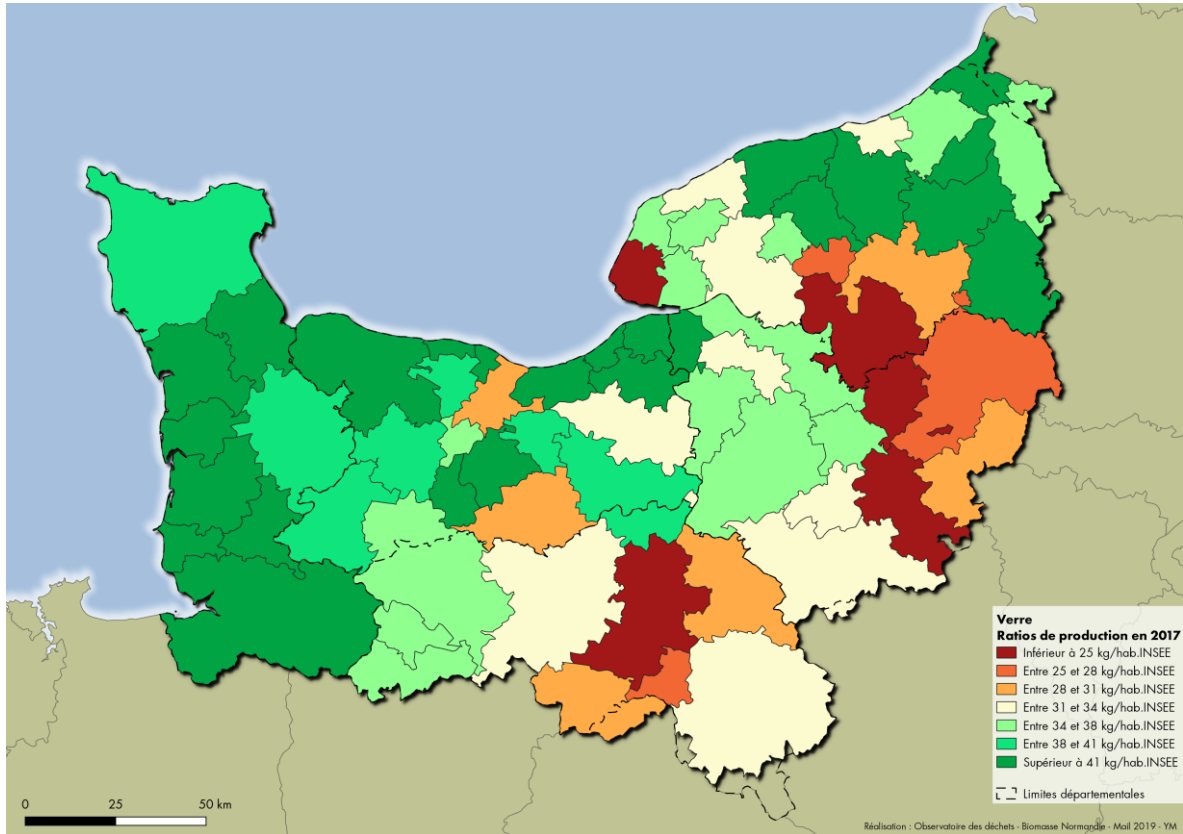 Verre
Ratios de production en 2017
Inférieur à 25 kg/hab.INSEE
Entre 25 et 28 kg/hab.INSEE
Entre 28 et 31 kg/hab.INSEE
Entre 31 et 34 kg/hab.INSEE
Entre 34 et 38 kg/hab.INSEE
Entre 38 et 41 kg/hab.INSEE
Supérieur à 41 kg/hab.INSEE
Limites départementales
0 25 50 km
Réalisation : Observatoire des déchets - Biomasse Normandie - Mail 2019 - YM